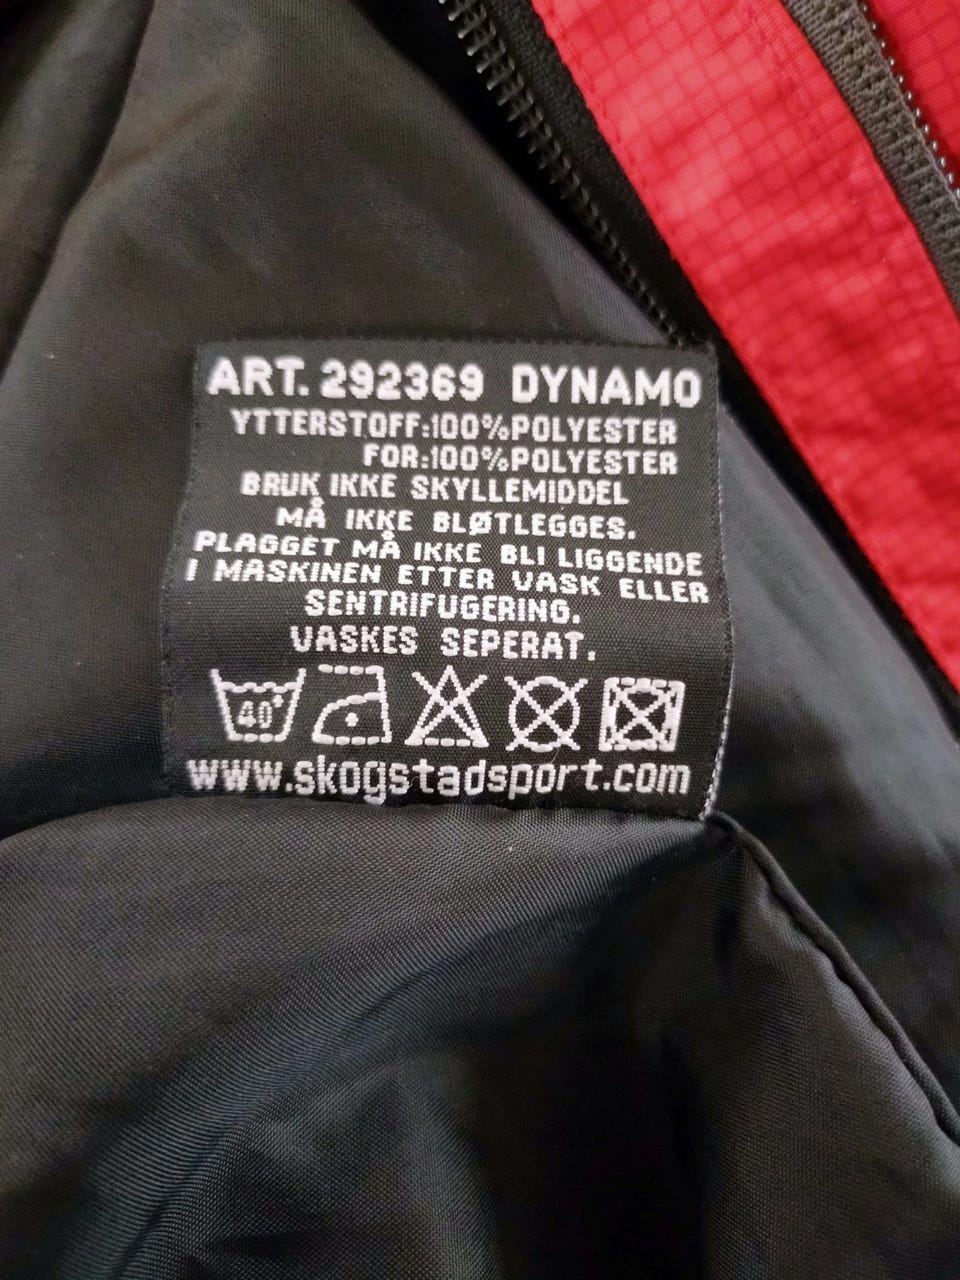 ART. 292369 DYNAMO
YTTERSTOFF:100%POLYESTER
FOR:100%POLYESTER
BRUK IKKE SKYLLEMIDDEL
MÅ IKKE BLØTLEGGES.
PLAGGET MÅ IKKE BLI LIGGENDE
I MASKINEN ETTER VASK ELLER
SENTRIFUGERING.
VASKES SEPERAT.
40°
www.skogstadsport.com